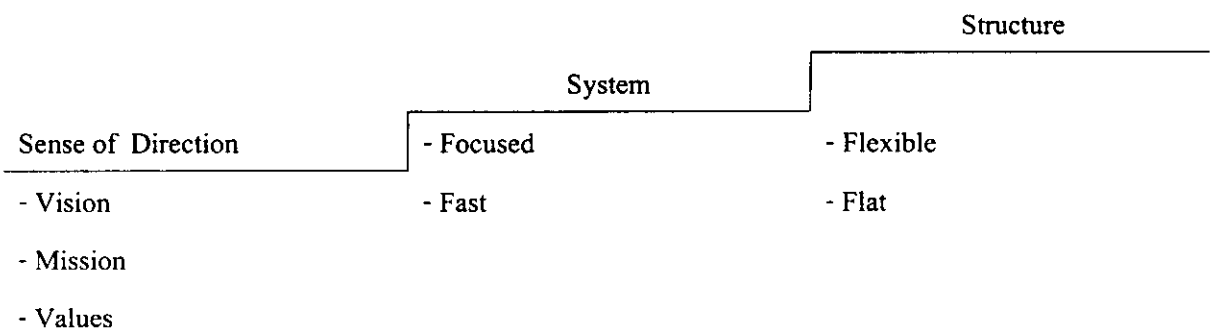 Structure
System
Sense of Direction
- Focused
- Flexible
- Vision
- Fast
- Flat
- Mission
- Values